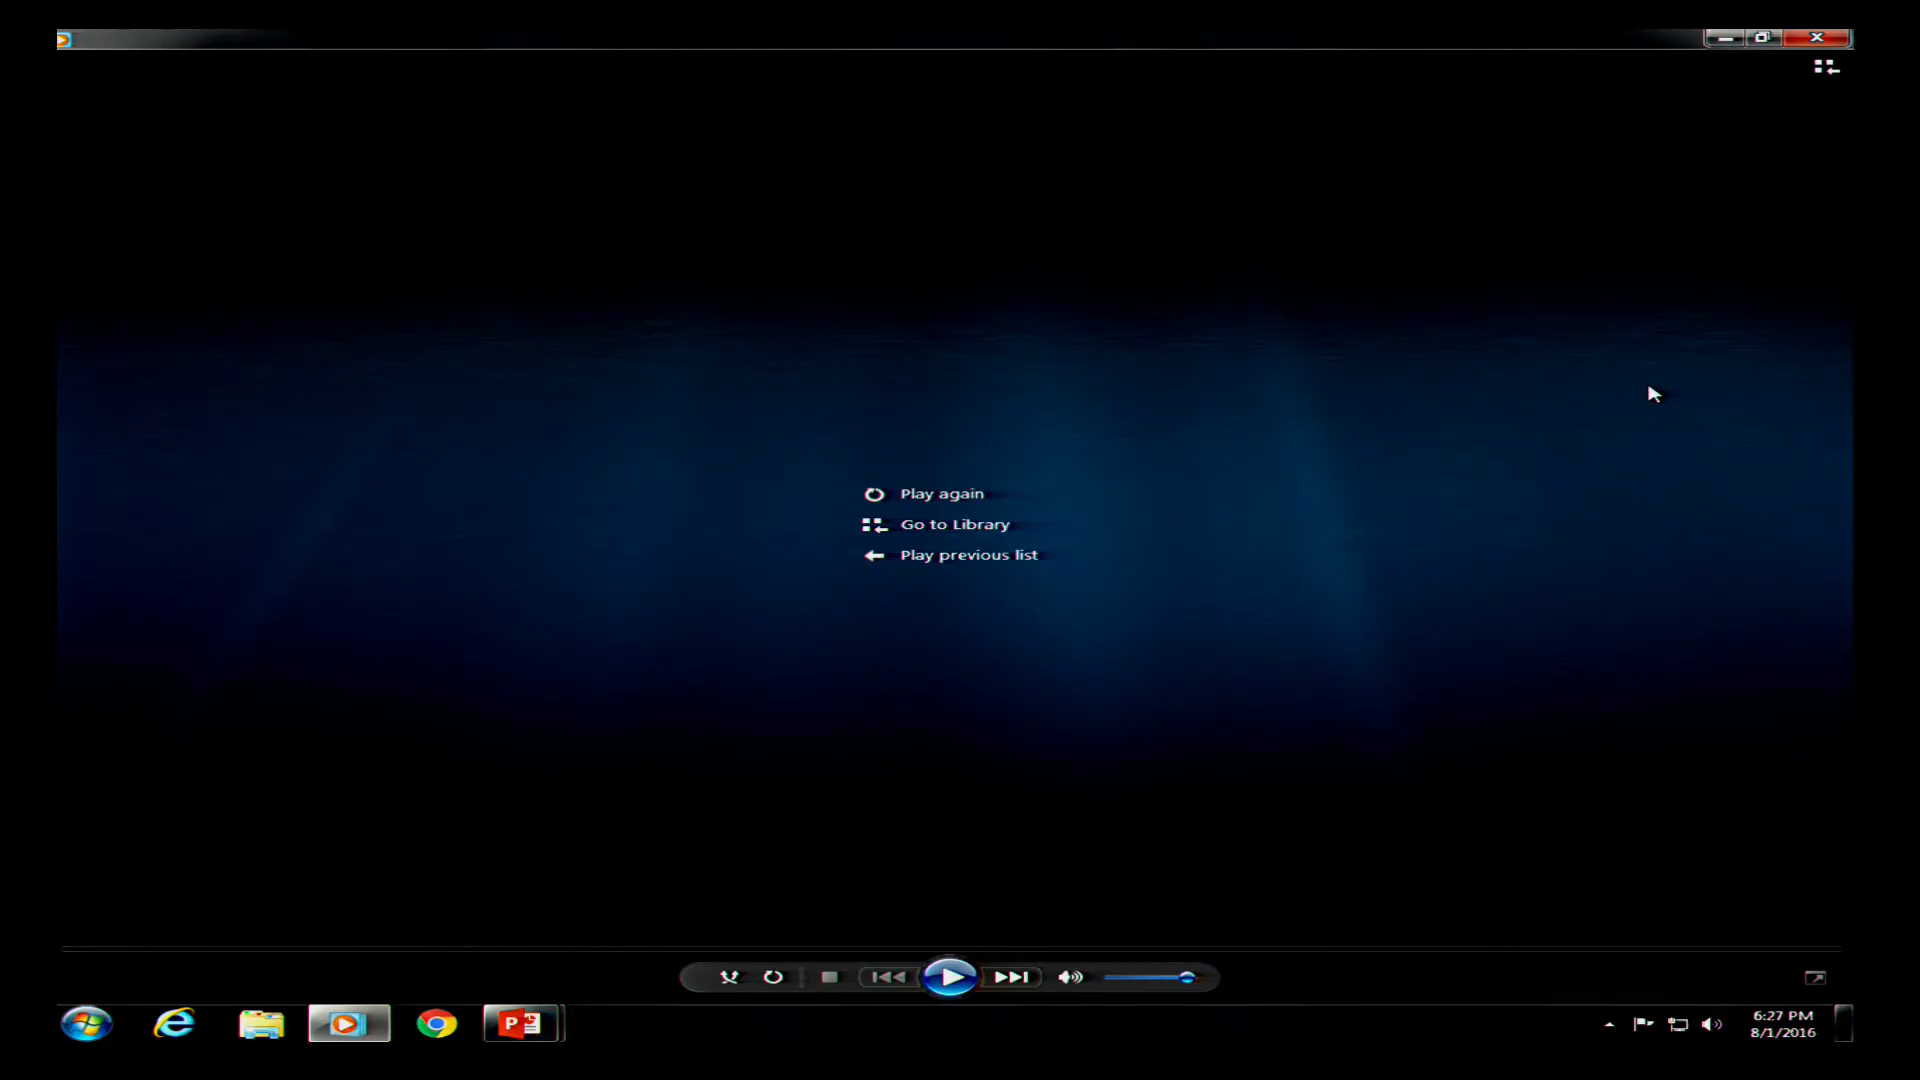 Play again
Go to Library
Play previous list
6:27 PM
8/1/2016